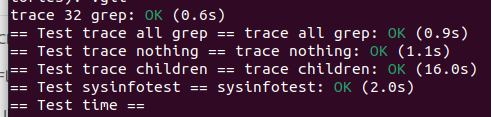 trace 32 grep: OK (0.6s)
== Test trace all grep == trace all grep: OK (0.9s)
== Test trace nothing == trace nothing: OK (1.1s)
== Test trace children == trace children: OK (16.0s)
== Test sysinfotest == sysinfotest: OK (2.0s)
== Test time ==